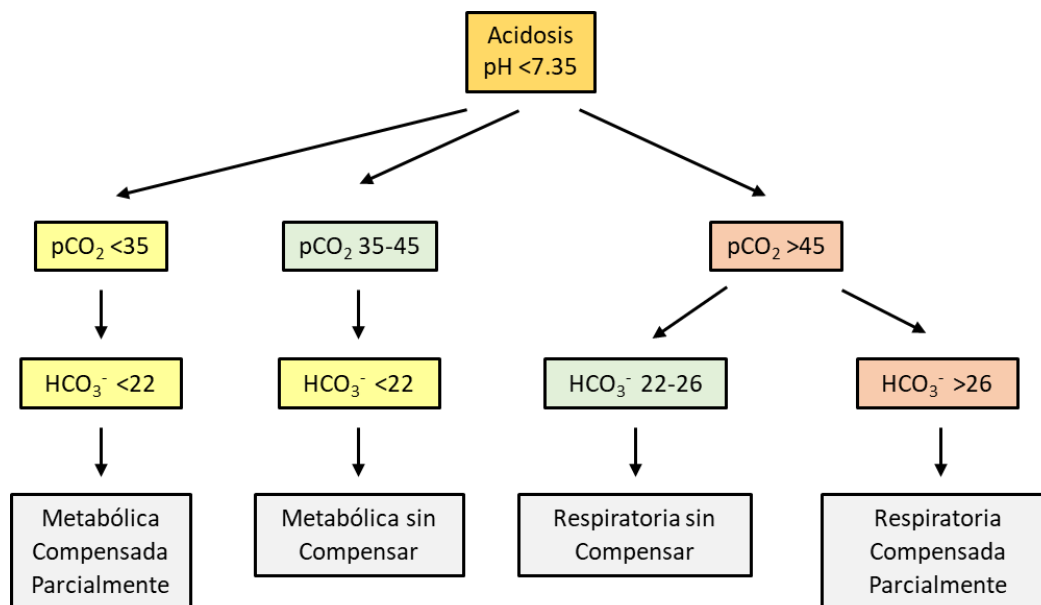 Acidosis
pH <7.35
pCO₂ <35
pCO₂ 35-45
pCO₂ >45
HCO₃⁻ <22
HCO₃⁻ <22
HCO₃⁻ 22-26
HCO₃⁻ >26
Metabólica
Compensada
Parcialmente
Metabólica sin
Compensar
Respiratoria sin
Compensar
Respiratoria
Compensada
Parcialmente